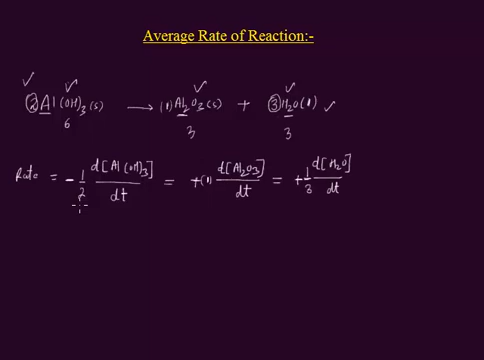 Average Rate of Reaction:-
2Al(OH)3(s) → (1)Al2O3(s) + 3H2O(l)
6 3 3
Rate = - 1/2 d[Al(OH)3]/dt = +(1) d[Al2O3]/dt = + 1/3 d[H2O]/dt